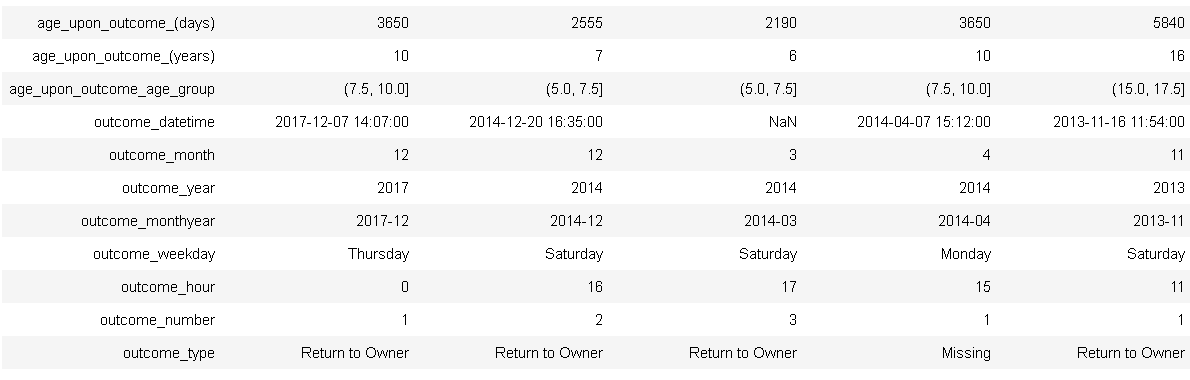 age_upon_outcome_(days) 3650 2555 2190 3650 5840
age_upon_outcome_(years) 10 7 6 10 16
age_upon_outcome_age_group (7.5, 10.0] (5.0, 7.5] (5.0, 7.5] (7.5, 10.0] (15.0, 17.5]
outcome_datetime 2017-12-07 14:07:00 2014-12-20 16:35:00 NaN 2014-04-07 15:12:00 2013-11-16 11:54:00
outcome_month 12 12 3 4 11
outcome_year 2017 2014 2014 2014 2013
outcome_monthyear 2017-12 2014-12 2014-03 2014-04 2013-11
outcome_weekday Thursday Saturday Saturday Monday Saturday
outcome_hour 0 16 17 15 11
outcome_number 1 2 3 1 1
outcome_type Return to Owner Return to Owner Return to Owner Missing Return to Owner